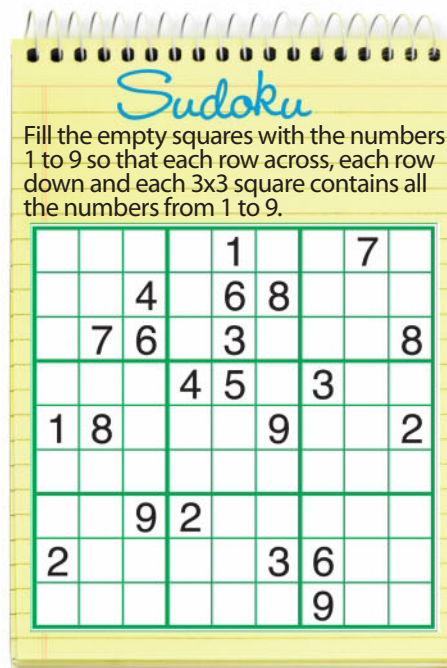 Sudoku
Fill the empty squares with the numbers
1 to 9 so that each row across, each row
down and each 3x3 square contains all
the numbers from 1 to 9.
1 7
4 6 8
7 6 3 8
4 5 3
1 8 9 2
9 2
2 3 6
9